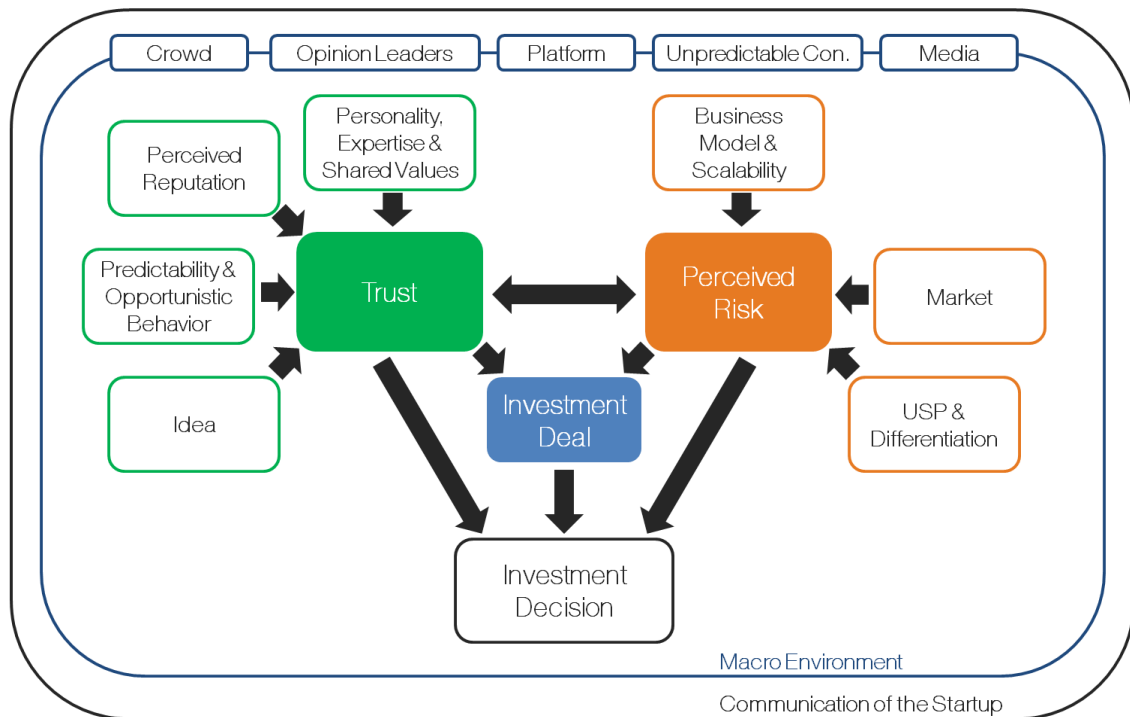 Crowd
Opinion Leaders
Platform
Unpredictable Con.
Media
Personality,
Expertise &
Shared Values
Business
Model &
Scalability
Perceived
Reputation
Predictability &
Opportunistic
Behavior
Trust
Perceived
Risk
Market
Idea
Investment
Deal
USP &
Differentiation
Investment
Decision
Macro Environment
Communication of the Startup